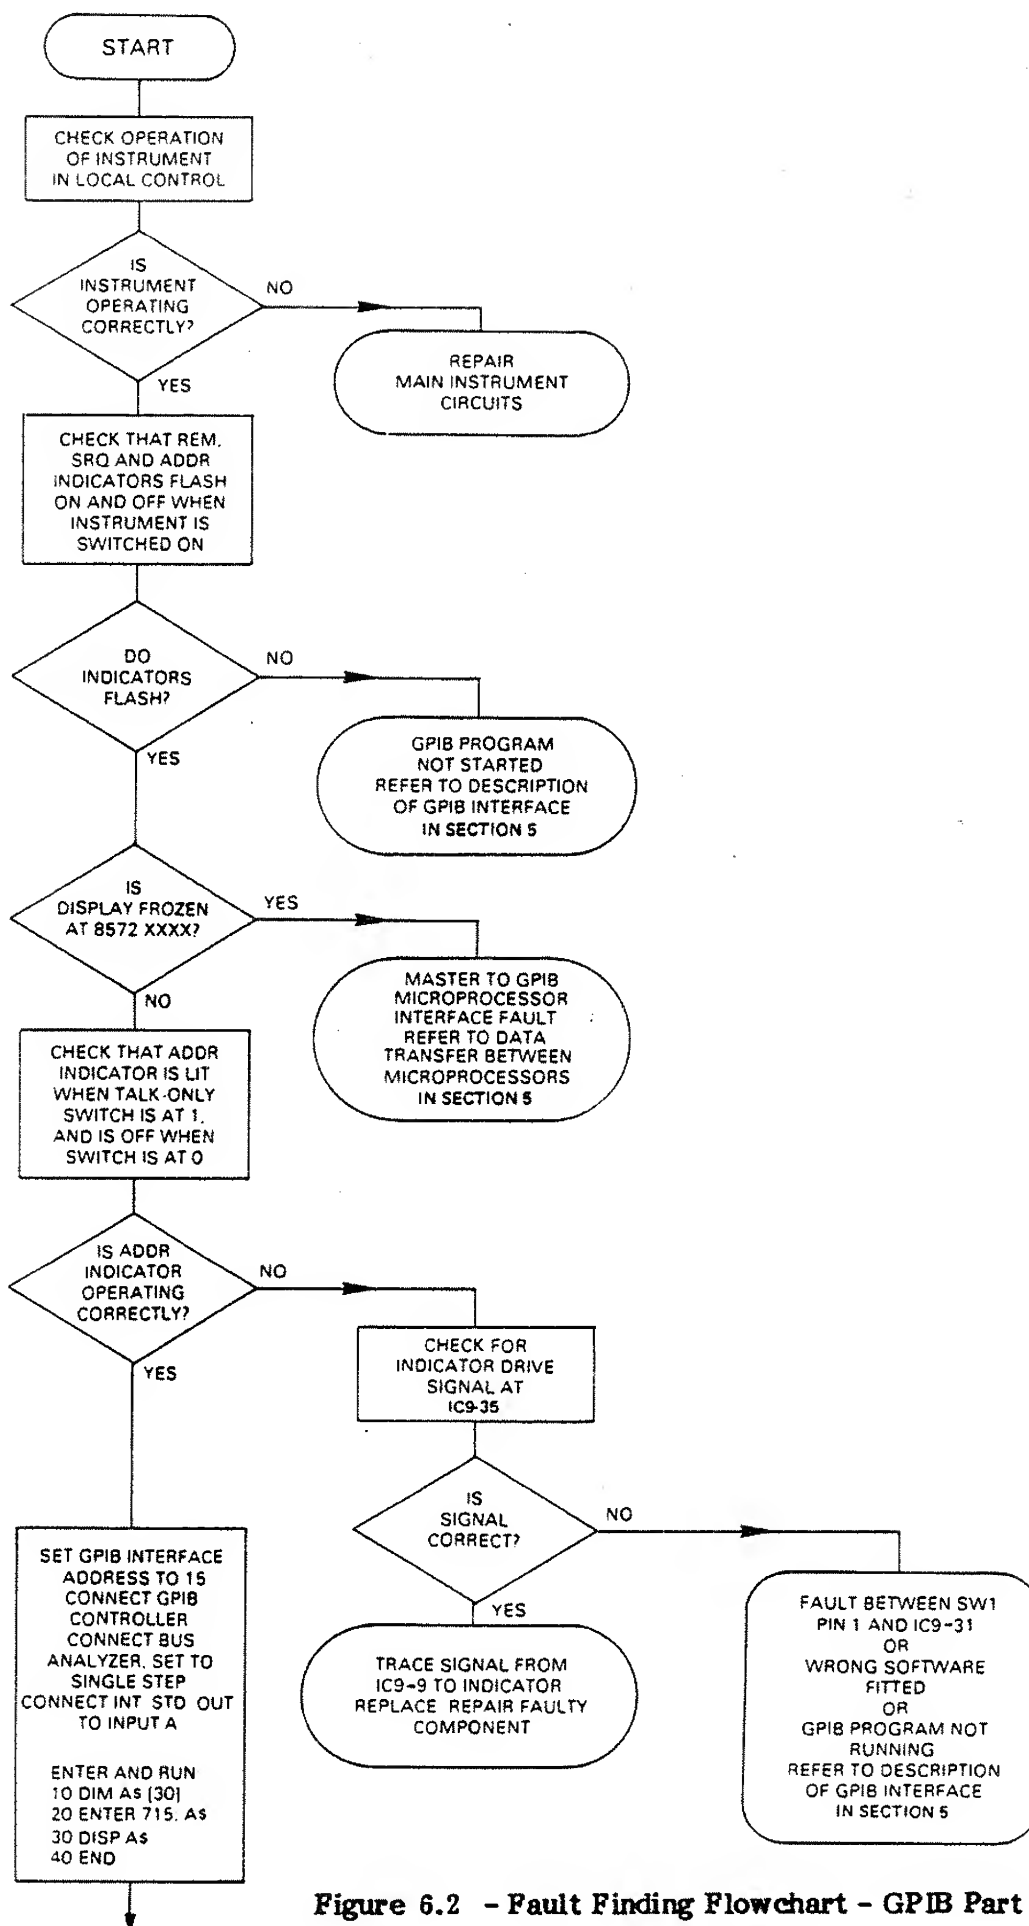 START
CHECK OPERATION
OF INSTRUMENT
IN LOCAL CONTROL
IS
INSTRUMENT
OPERATING
CORRECTLY?
NO
REPAIR
MAIN INSTRUMENT
CIRCUITS
YES
CHECK THAT REM,
SRQ AND ADDR
INDICATORS FLASH
ON AND OFF WHEN
INSTRUMENT IS
SWITCHED ON
DO
INDICATORS
FLASH?
NO
GPIB PROGRAM
NOT STARTED
REFER TO DESCRIPTION
OF GPIB INTERFACE
IN SECTION 5
YES
IS
DISPLAY FROZEN
AT 8572 XXXX?
YES
MASTER TO GPIB
MICROPROCESSOR
INTERFACE FAULT
REFER TO DATA
TRANSFER BETWEEN
MICROPROCESSORS
IN SECTION 5
NO
CHECK THAT ADDR
INDICATOR IS LIT
WHEN TALK-ONLY
SWITCH IS AT 1,
AND IS OFF WHEN
SWITCH IS AT 0
IS ADDR
INDICATOR
OPERATING
CORRECTLY?
NO
CHECK FOR
INDICATOR DRIVE
SIGNAL AT
IC9-35
YES
IS
SIGNAL
CORRECT?
NO
FAULT BETWEEN SW1
PIN 1 AND IC9-31
OR
WRONG SOFTWARE
FITTED
OR
GPIB PROGRAM NOT
RUNNING
REFER TO DESCRIPTION
OF GPIB INTERFACE
IN SECTION 5
YES
TRACE SIGNAL FROM
IC9-9 TO INDICATOR
REPLACE REPAIR FAULTY
COMPONENT
SET GPIB INTERFACE
ADDRESS TO 15
CONNECT GPIB
CONTROLLER
CONNECT BUS
ANALYZER, SET TO
SINGLE STEP
CONNECT INT STD OUT
TO INPUT A
ENTER AND RUN
10 DIM A$ [30]
20 ENTER 715. A$
30 DISP A$
40 END
Figure 6.2 - Fault Finding Flowchart - GPIB Part